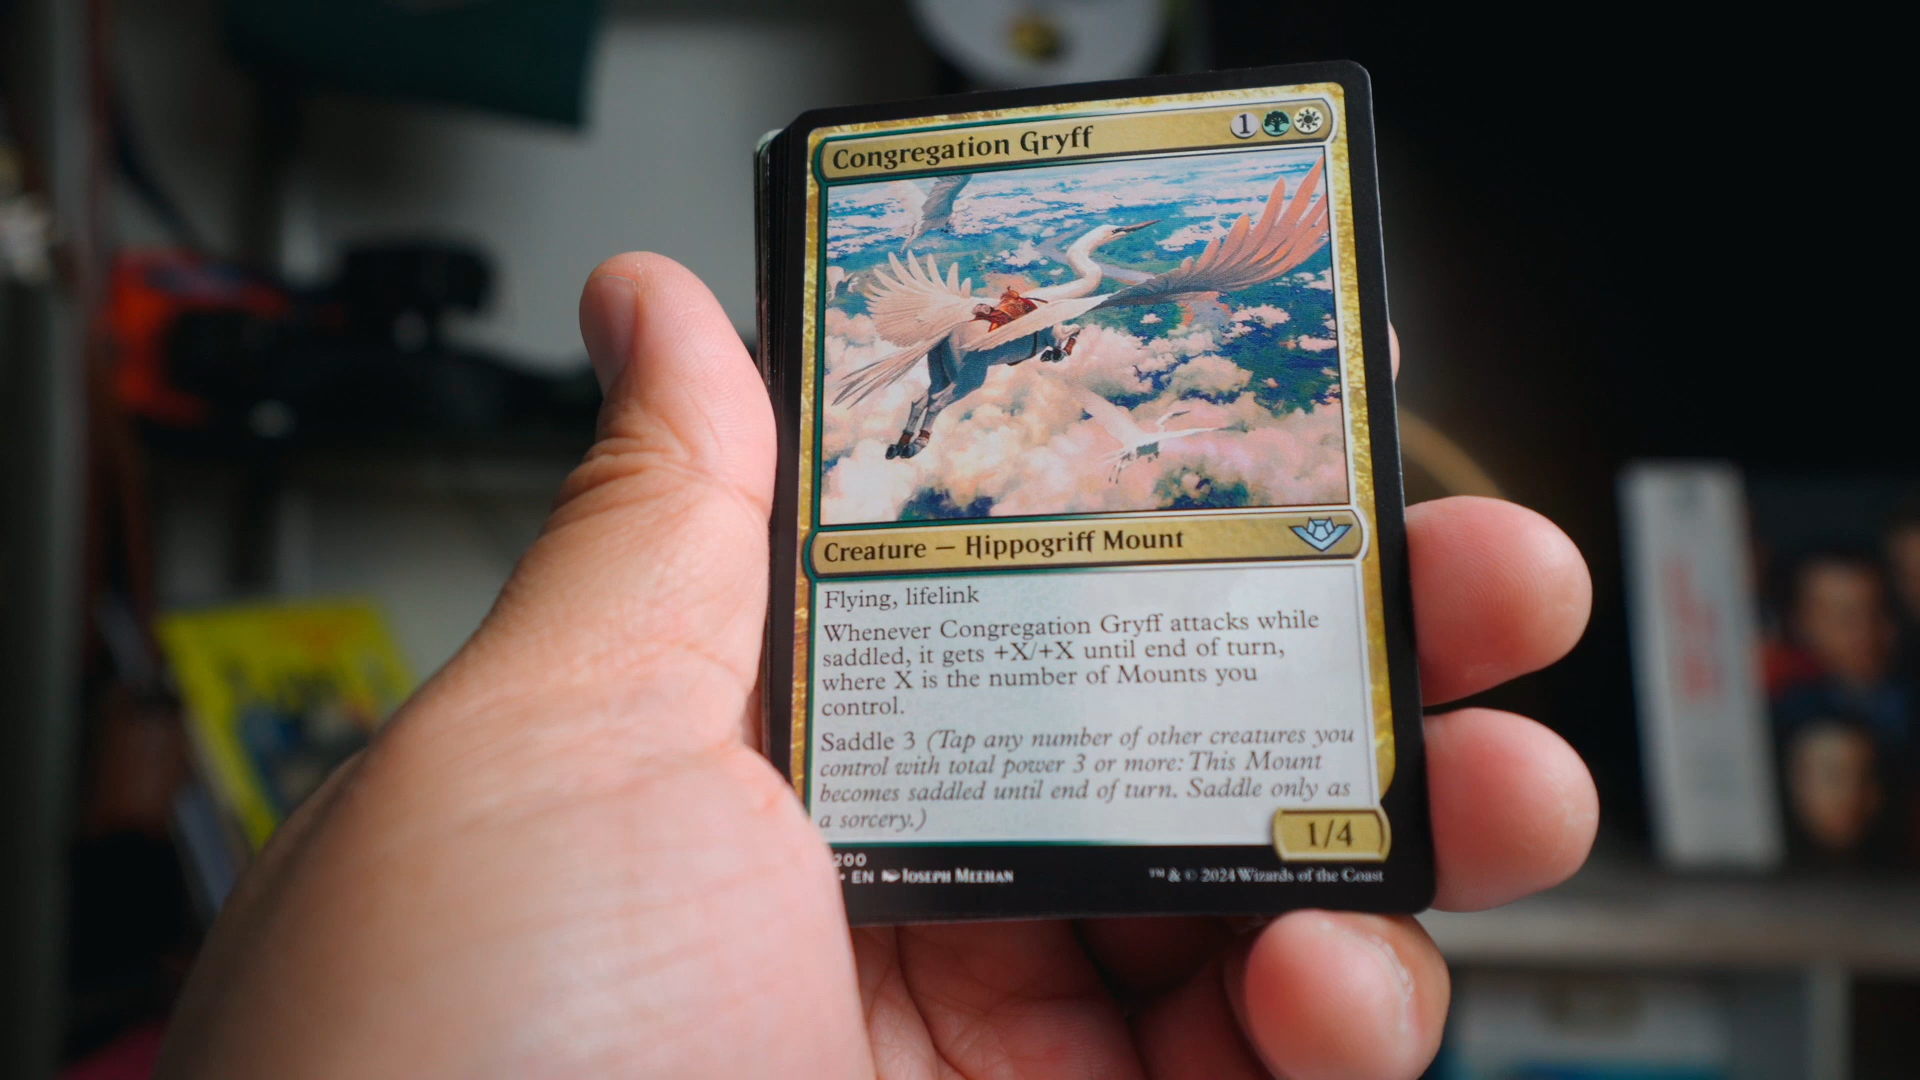 Congregation Gryff 1
Creature — Hippogriff Mount
Flying, lifelink
Whenever Congregation Gryff attacks while
saddled, it gets +X/+X until end of turn,
where X is the number of Mounts you
control.
Saddle 3 (Tap any number of other creatures you
control with total power 3 or more: This Mount
becomes saddled until end of turn. Saddle only as
a sorcery.)
1/4
200
• EN Joseph Meehan
™ & © 2024 Wizards of the Coast